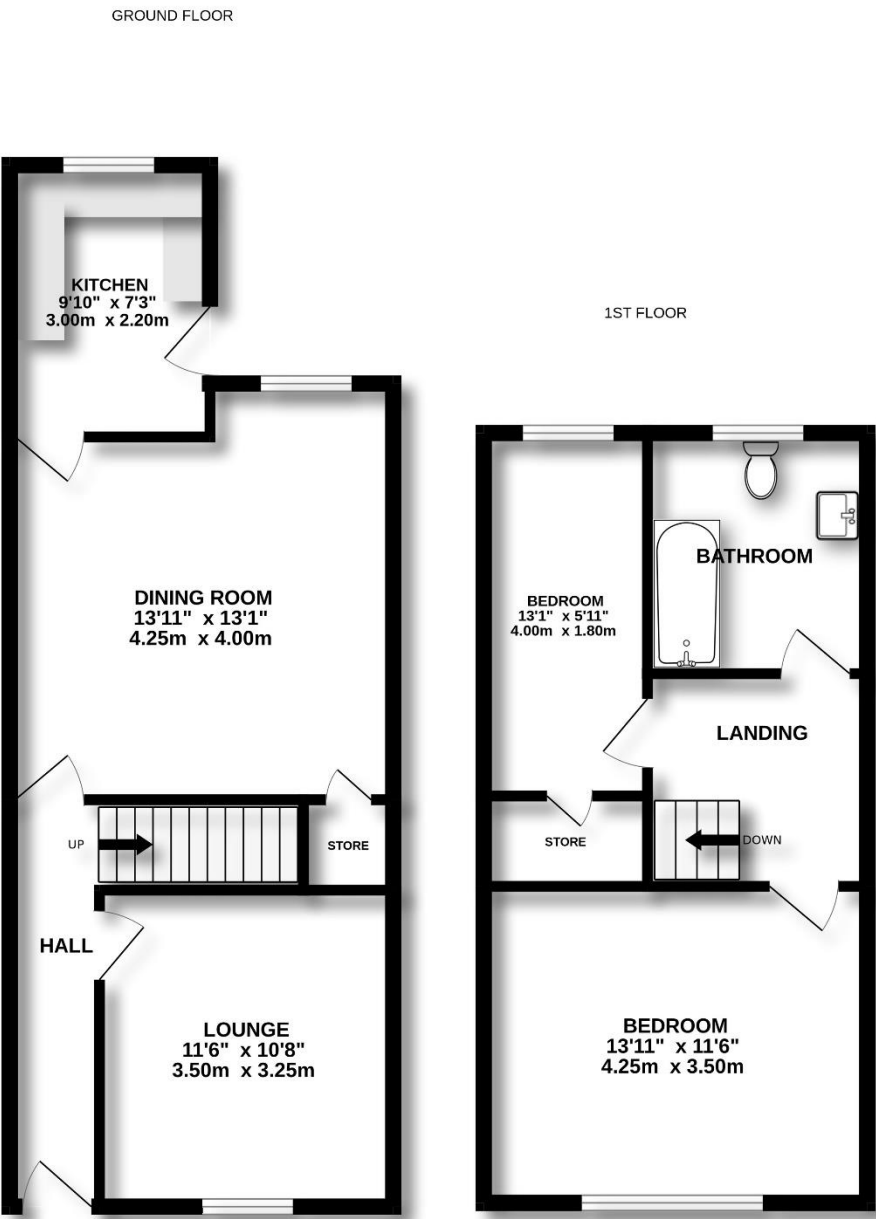 GROUND FLOOR
KITCHEN
9'10" x 7'3"
3.00m x 2.20m
DINING ROOM
13'11" x 13'1"
4.25m x 4.00m
UP
STORE
HALL
LOUNGE
11'6" x 10'8"
3.50m x 3.25m
1ST FLOOR
BATHROOM
BEDROOM
13'1" x 5'11"
4.00m x 1.80m
LANDING
STORE
DOWN
BEDROOM
13'11" x 11'6"
4.25m x 3.50m